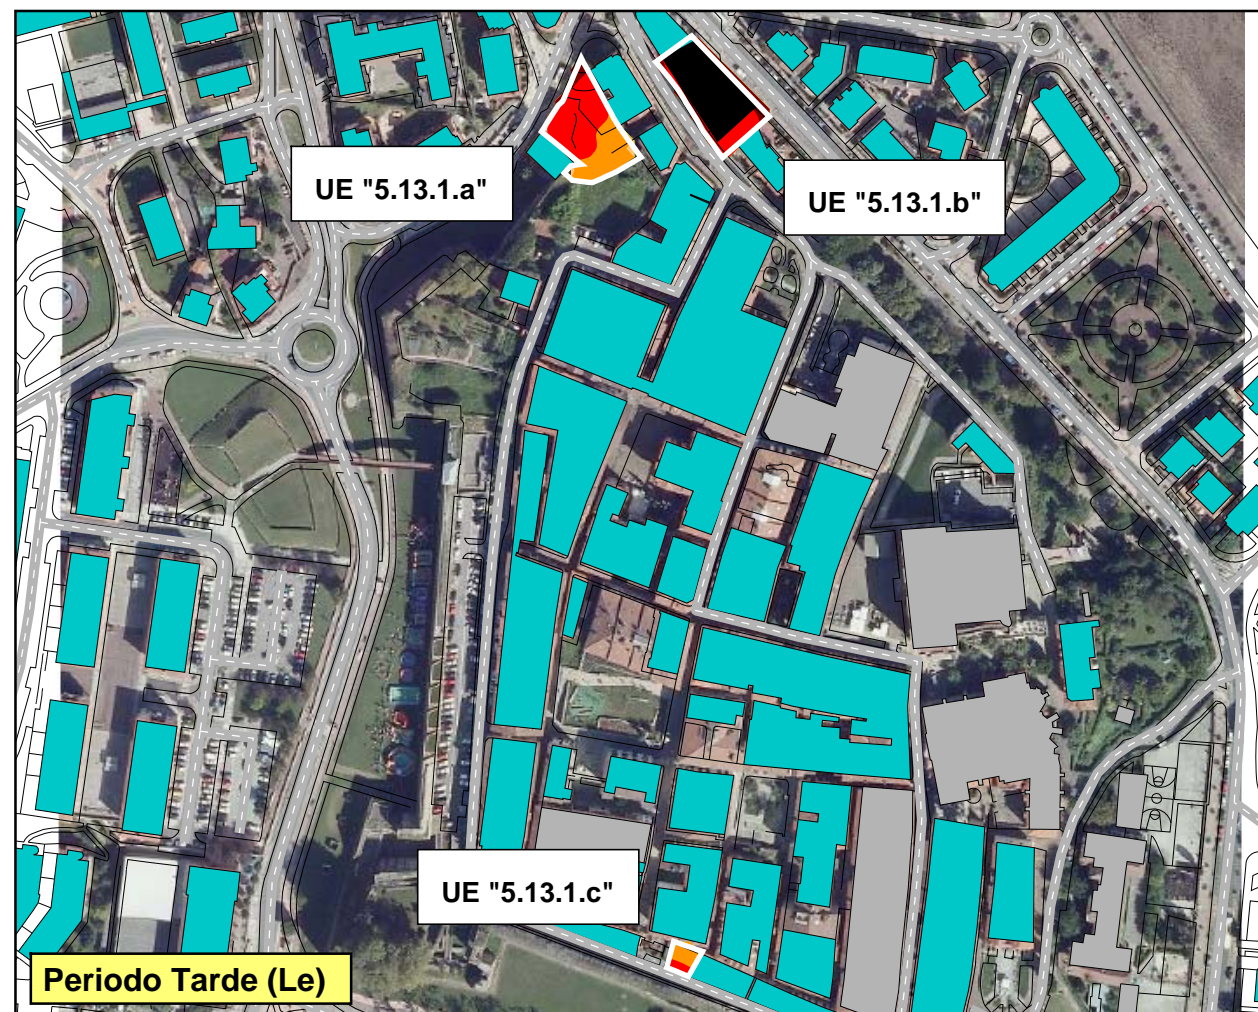 UE "5.13.1.a"
UE "5.13.1.b"
UE "5.13.1.c"
Periodo Tarde (Le)